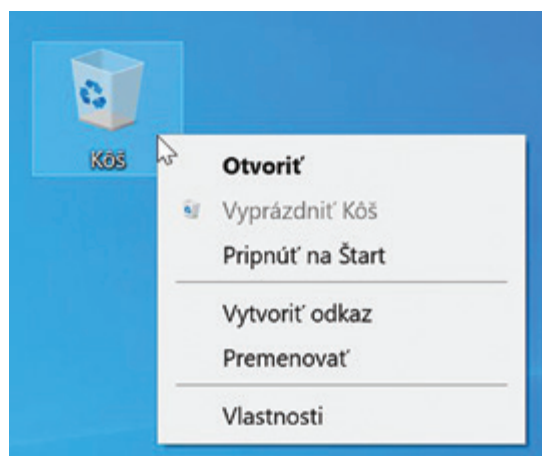 Kôš
Otvoriť
Vyprázdniť Kôš
Pripnúť na Štart
Vytvoriť odkaz
Premenovať
Vlastnosti